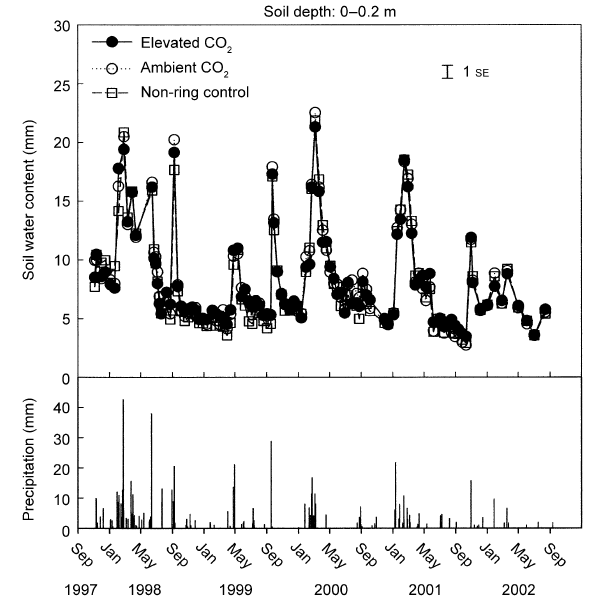 Soil depth: 0–0.2 m
30
25
20
15
10
5
0
Soil water content (mm)
Elevated CO2
Ambient CO2
Non-ring control
1 SE
40
30
20
10
0
Precipitation (mm)
Sep Jan May Sep Jan May Sep Jan May Sep Jan May Sep Jan May Sep
1997 1998 1999 2000 2001 2002